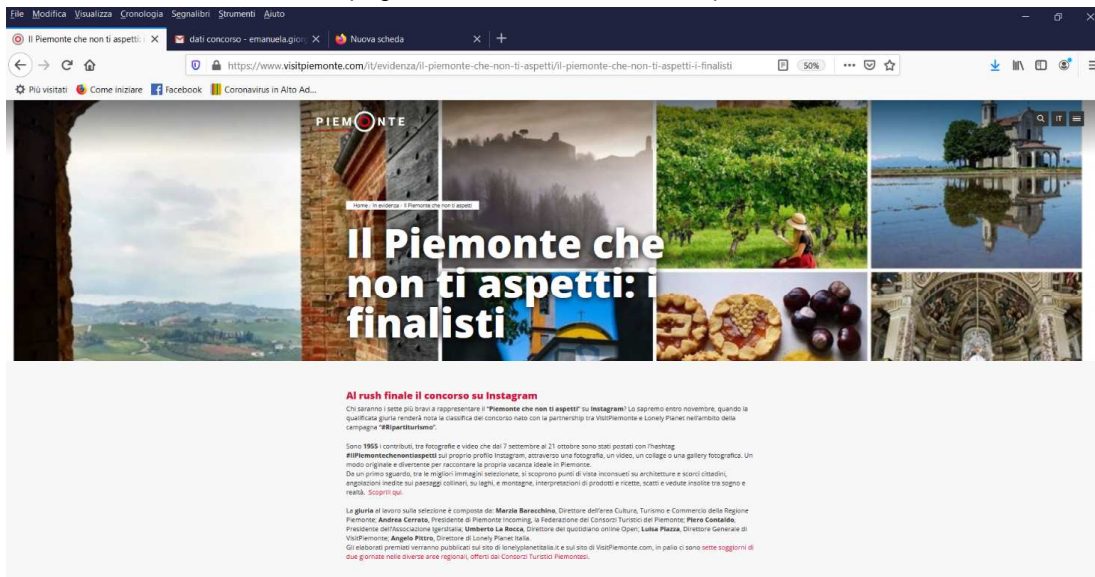 File Modifica Visualizza Cronologia Segnalibri Strumenti Aiuto
Il Piemonte che non ti aspetti: i
dati concorso - emanuela.giorg
Nuova scheda
https://www.visitpiemonte.com/it/evidenza/il-piemonte-che-non-ti-aspetti/il-piemonte-che-non-ti-aspetti-i-finalisti
50%
Più visitati Come iniziare Facebook Coronavirus in Alto Ad...
PIEMONTE
IT
Home / In evidenza / Il Piemonte che non ti aspetti
Il Piemonte che
non ti aspetti: i
finalisti
Al rush finale il concorso su Instagram
Chi saranno i sette più bravi a rappresentare il "Piemonte che non ti aspetti" su Instagram? Lo sapremo entro novembre, quando la
qualificata giuria renderà nota la classifica del concorso nato con la partnership tra VisitPiemonte e Lonely Planet nell'ambito della
campagna "#Ripartiturismo".
Sono 1955 i contributi, tra fotografie e video che dal 7 settembre al 21 ottobre sono stati postati con l'hashtag
#IlPiemontechenontiaspetti sul proprio profilo Instagram, attraverso una fotografia, un video, un collage o una gallery fotografica. Un
modo originale e divertente per raccontare la propria vacanza ideale in Piemonte.
Da un primo sguardo, tra le migliori immagini selezionate, si scoprono punti di vista inconsueti su architetture e scorci cittadini,
angolazioni inedite sui paesaggi collinari, su laghi, e montagne, interpretazioni di prodotti e ricette, scatti e vedute insolite tra sogno e
realtà. Scoprili qui.
La giuria al lavoro sulla selezione è composta da: Marzia Baracchino, Direttore dell'area Cultura, Turismo e Commercio della Regione
Piemonte; Andrea Cerrato, Presidente di Piemonte Incoming, la Federazione dei Consorzi Turistici del Piemonte; Piero Contaldo,
Presidente dell'Associazione IgersItalia; Umberto La Rocca, Direttore del quotidiano online Open; Luisa Piazza, Direttore Generale di
VisitPiemonte; Angelo Pittro, Direttore di Lonely Planet Italia.
Gli elaborati premiati verranno pubblicati sul sito di lonelyplanetitalia.it e sul sito di VisitPiemonte.com, in palio ci sono sette soggiorni di
due giornate nelle diverse aree regionali, offerti dai Consorzi Turistici Piemontesi.